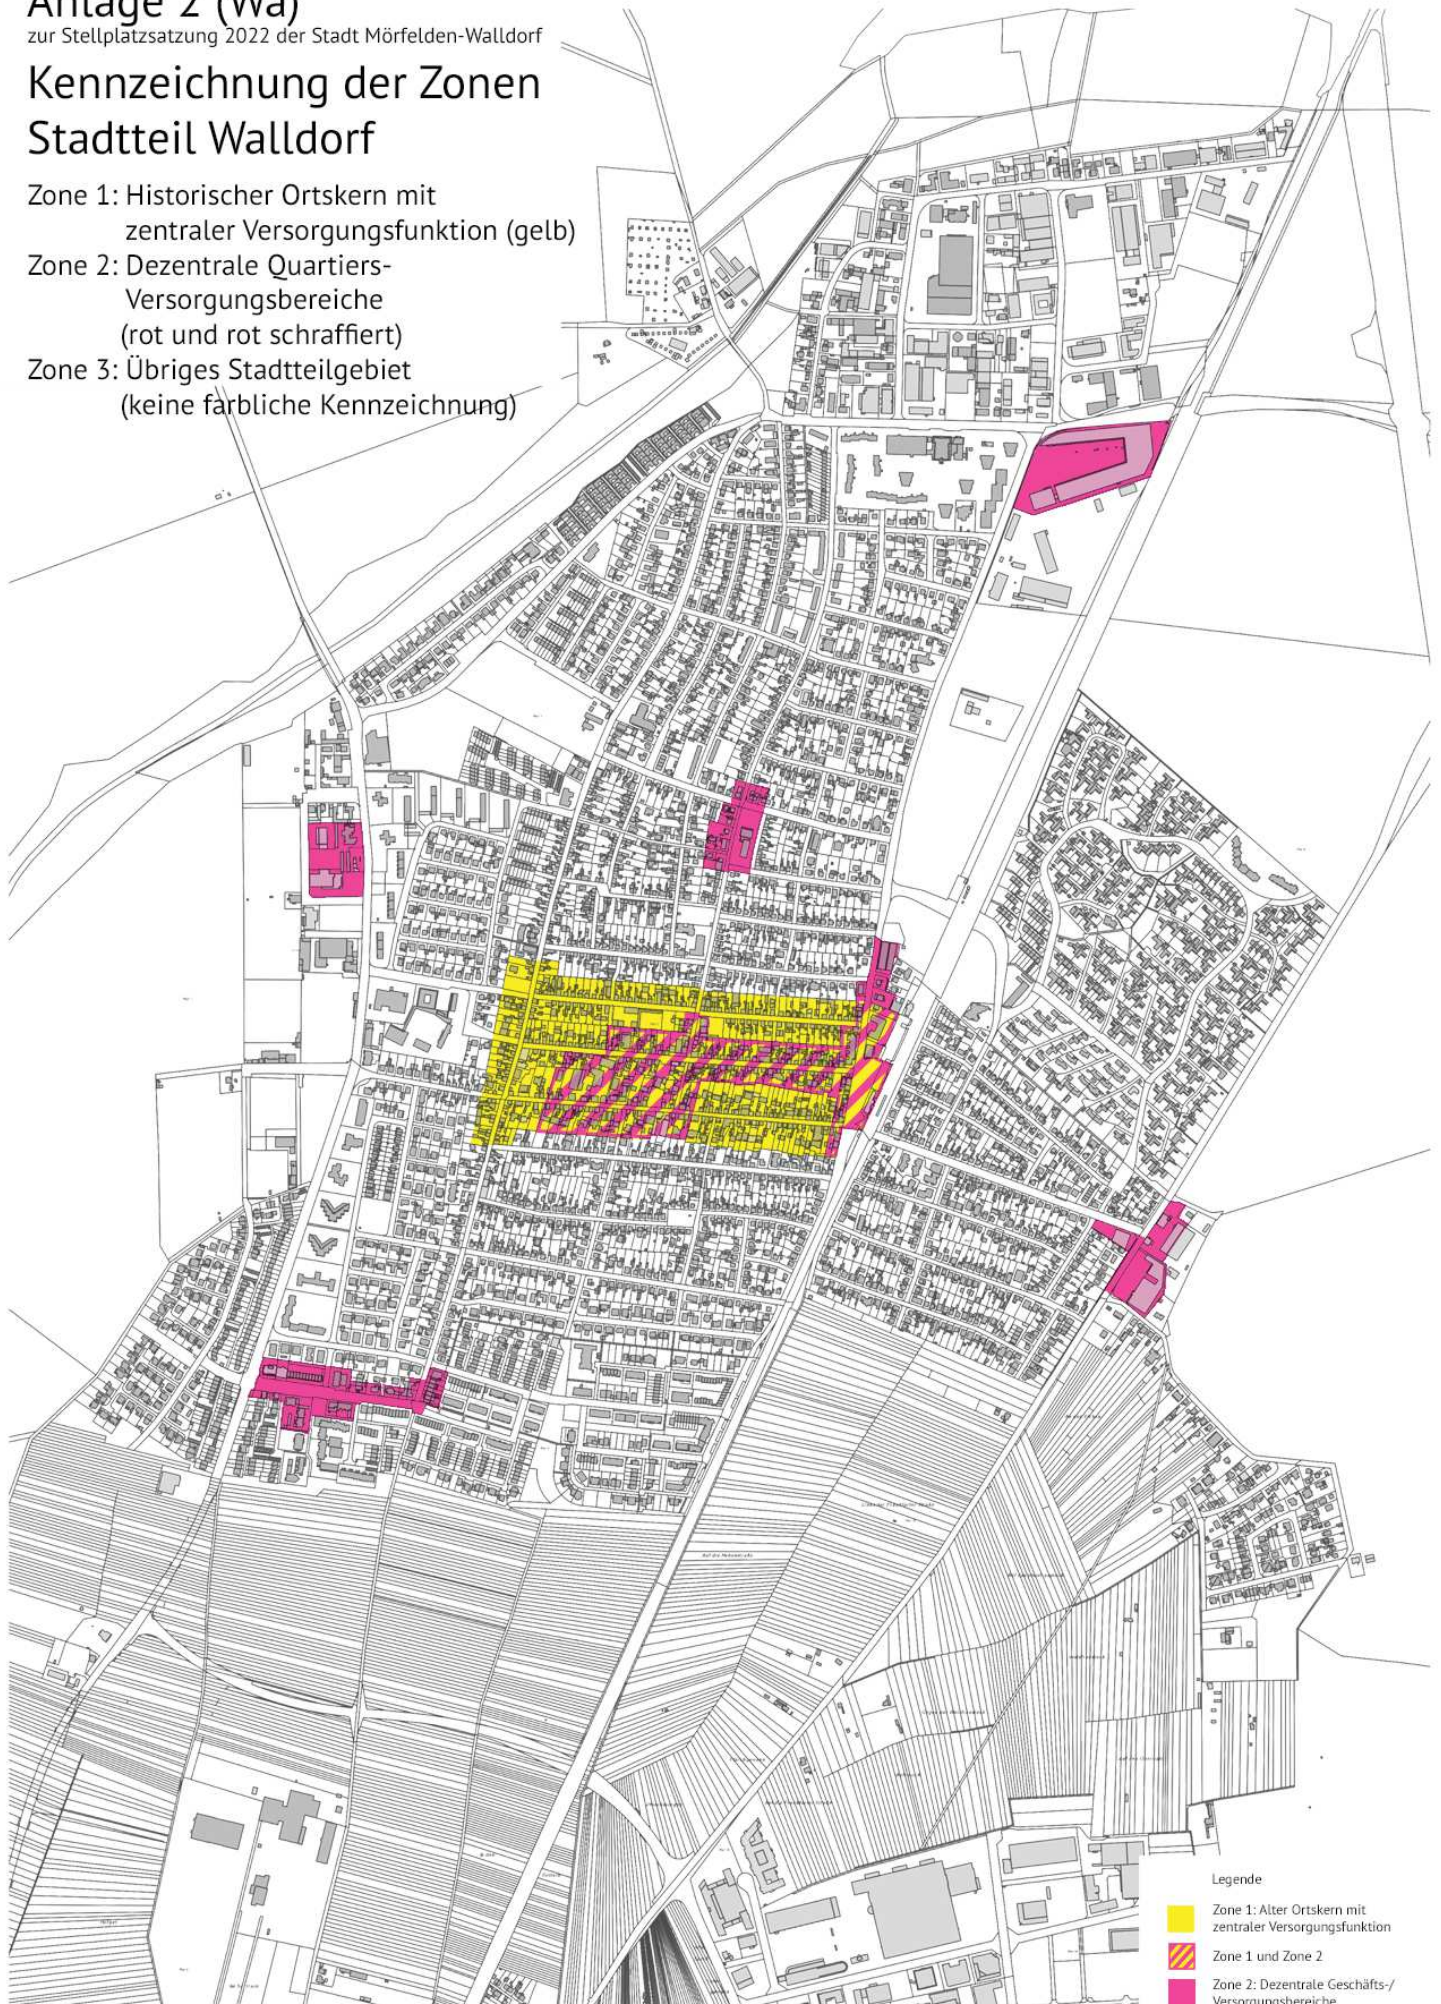 Anlage 2 (Wa)
zur Stellplatzsatzung 2022 der Stadt Mörfelden-Walldorf
Kennzeichnung der Zonen
Stadtteil Walldorf
Zone 1: Historischer Ortskern mit
zentraler Versorgungsfunktion (gelb)
Zone 2: Dezentrale Quartiers-
Versorgungsbereiche
(rot und rot schraffiert)
Zone 3: Übriges Stadtteilgebiet
(keine farbliche Kennzeichnung)
Legende
Zone 1: Alter Ortskern mit
zentraler Versorgungsfunktion
Zone 1 und Zone 2
Zone 2: Dezentrale Geschäfts-/
Versorgungsbereiche